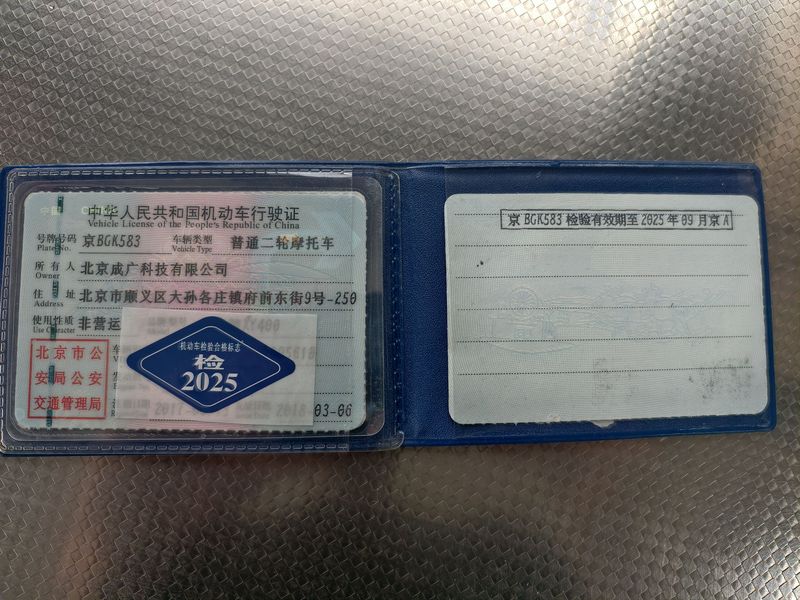 中华人民共和国机动车行驶证
Vehicle License of the People's Republic of China
号牌号码 京BGK583 车辆类型 普通二轮摩托车
Plate No. Vehicle Type
所有人 北京成广科技有限公司
Owner
住址 北京市顺义区大孙各庄镇府前东街9号-250
Address
使用性质 非营运
Use Character
北京市公
安局公安
交通管理局
机动车检验合格标志
检
2025
03-06
京BGK583检验有效期至2025年09月京A